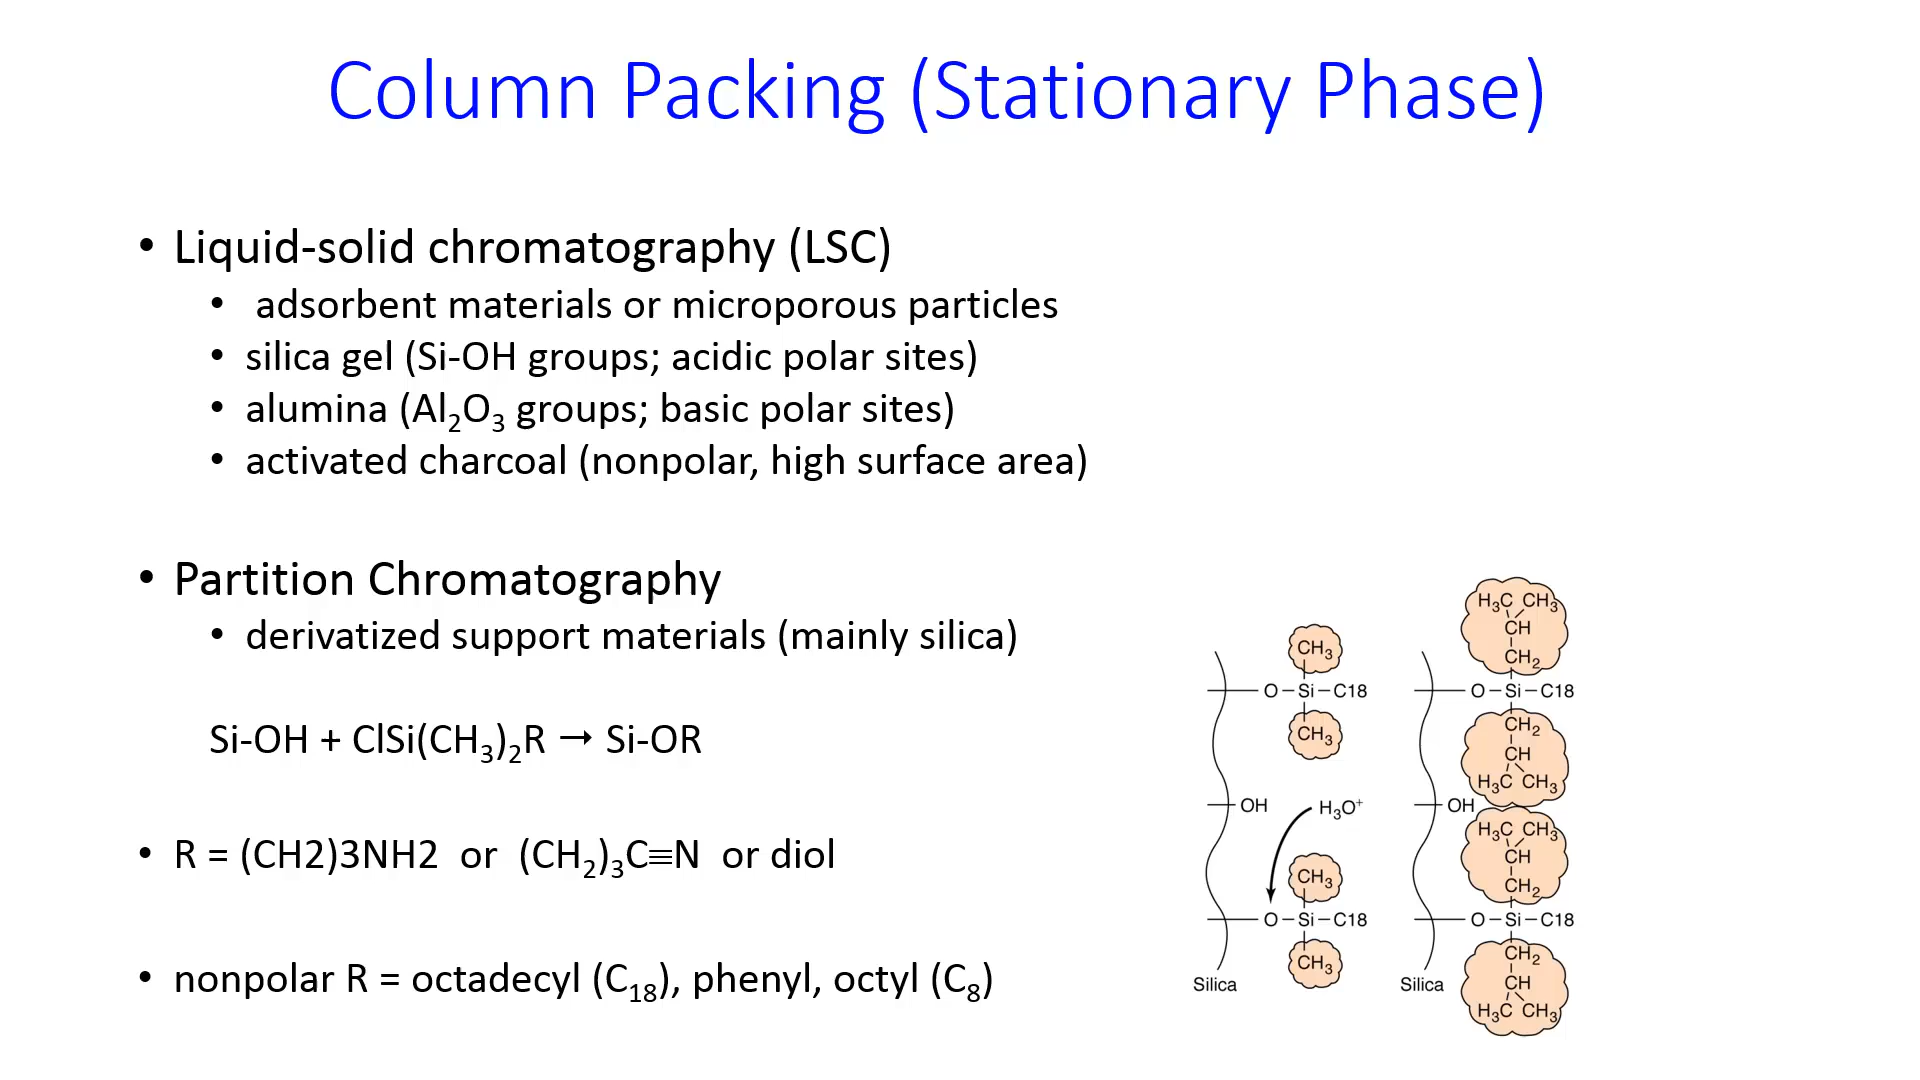 Column Packing (Stationary Phase)
• Liquid-solid chromatography (LSC)
• adsorbent materials or microporous particles
• silica gel (Si-OH groups; acidic polar sites)
• alumina (Al₂O₃ groups; basic polar sites)
• activated charcoal (nonpolar, high surface area)
• Partition Chromatography
• derivatized support materials (mainly silica)
Si-OH + ClSi(CH₃)₂R → Si-OR
• R = (CH2)3NH2 or (CH₂)₃C≡N or diol
• nonpolar R = octadecyl (C₁₈), phenyl, octyl (C₈)
CH₃
O–Si–C18
CH₃
OH
H₃O⁺
CH₃
O–Si–C18
CH₃
Silica
H₃C CH₃
CH
CH₂
O–Si–C18
CH₂
CH
H₃C CH₃
OH
H₃C CH₃
CH
CH₂
O–Si–C18
CH₂
CH
H₃C CH₃
Silica